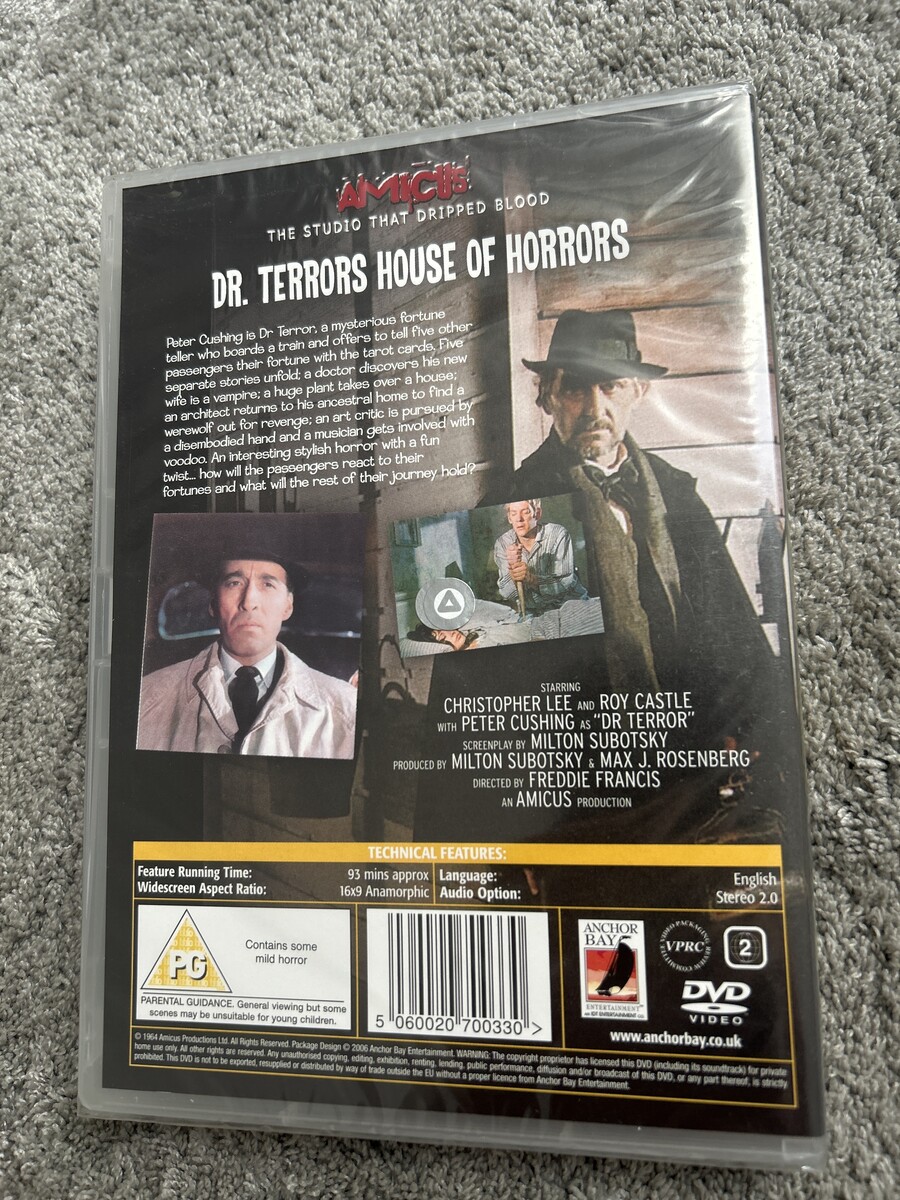 AMICUS
THE STUDIO THAT DRIPPED BLOOD
DR. TERRORS HOUSE OF HORRORS
Peter Cushing is Dr Terror, a mysterious fortune
teller who boards a train and offers to tell five other
passengers their fortune with the tarot cards. Five
separate stories unfold; a doctor discovers his new
wife is a vampire; a huge plant takes over a house;
an architect returns to his ancestral home to find a
werewolf out for revenge; an art critic is pursued by
a disembodied hand and a musician gets involved with
voodoo. An interesting stylish horror with a fun
twist... how will the passengers react to their
fortunes and what will the rest of their journey hold?
STARRING
CHRISTOPHER LEE AND ROY CASTLE
WITH PETER CUSHING AS "DR TERROR"
SCREENPLAY BY MILTON SUBOTSKY
PRODUCED BY MILTON SUBOTSKY & MAX J. ROSENBERG
DIRECTED BY FREDDIE FRANCIS
AN AMICUS PRODUCTION
TECHNICAL FEATURES:
Feature Running Time: 93 mins approx
Widescreen Aspect Ratio: 16x9 Anamorphic
Language: English
Audio Option: Stereo 2.0
PG
Contains some
mild horror
PARENTAL GUIDANCE. General viewing but some
scenes may be unsuitable for young children.
5 060020 700330 >
ANCHOR
BAY
ENTERTAINMENT
AN IDT ENTERTAINMENT CO
VIDEO PACKAGING REVIEW COMMITTEE
VPRC
2
DVD
VIDEO
www.anchorbay.co.uk
© 1964 Amicus Productions Ltd. All Rights Reserved. Package Design © 2006 Anchor Bay Entertainment. WARNING: The copyright proprietor has licensed this DVD (including its soundtrack) for private
home use only. All other rights are reserved. Any unauthorised copying, editing, exhibition, renting, lending, public performance, diffusion and/or broadcast of this DVD, or any part thereof, is strictly
prohibited. This DVD is not to be exported, resupplied or distributed by way of trade outside the EU without a proper licence from Anchor Bay Entertainment.